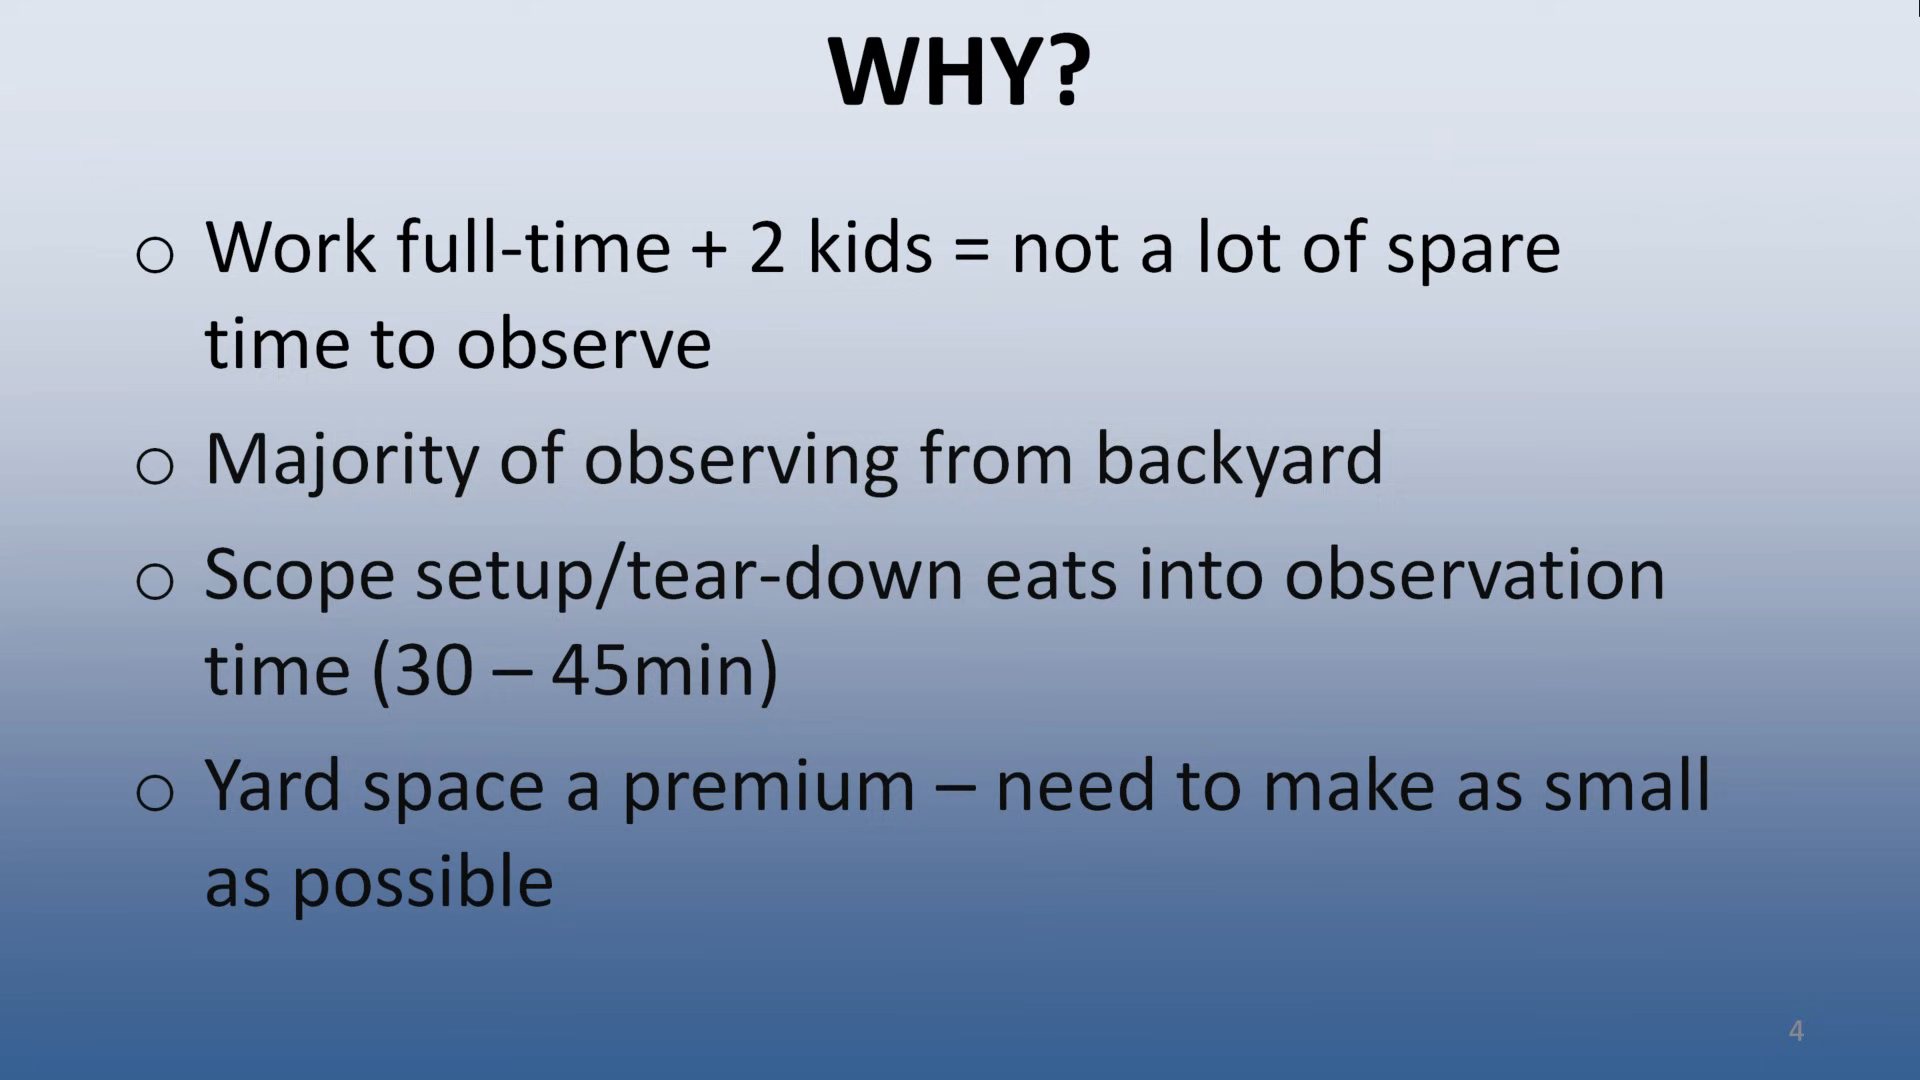 WHY?
○ Work full-time + 2 kids = not a lot of spare
time to observe
○ Majority of observing from backyard
○ Scope setup/tear-down eats into observation
time (30 – 45min)
○ Yard space a premium – need to make as small
as possible
4